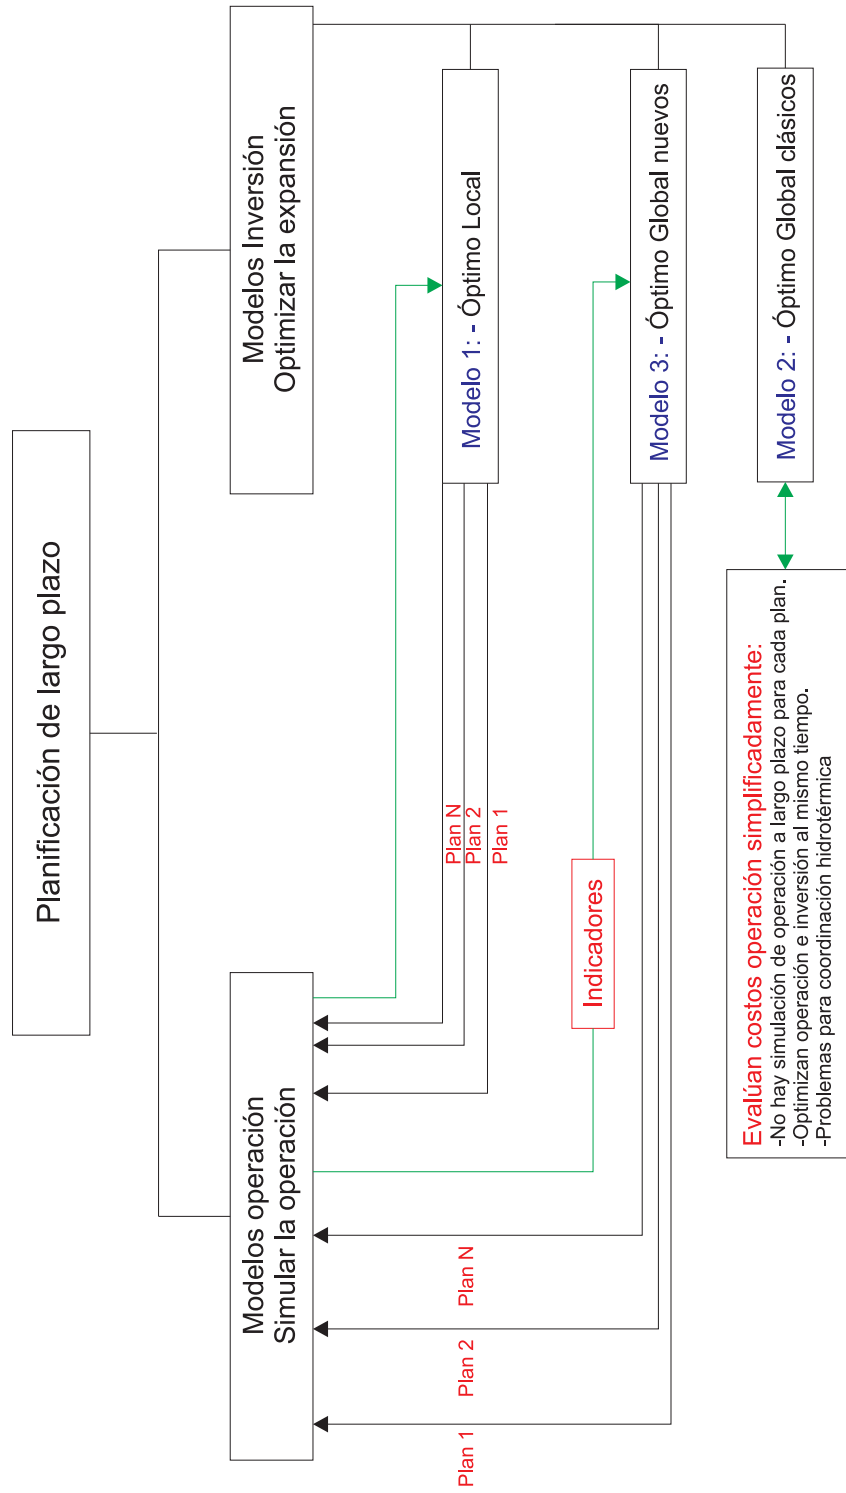 Planificación de largo plazo
Modelos operación
Simular la operación
Modelos Inversión
Optimizar la expansión
Modelo 1: - Óptimo Local
Plan N
Plan 2
Plan 1
Indicadores
Modelo 3: - Óptimo Global nuevos
Plan 1
Plan 2
Plan N
Modelo 2: - Óptimo Global clásicos
Evalúan costos operación simplificadamente:
-No hay simulación de operación a largo plazo para cada plan.
-Optimizan operación e inversión al mismo tiempo.
-Problemas para coordinación hidrotérmica